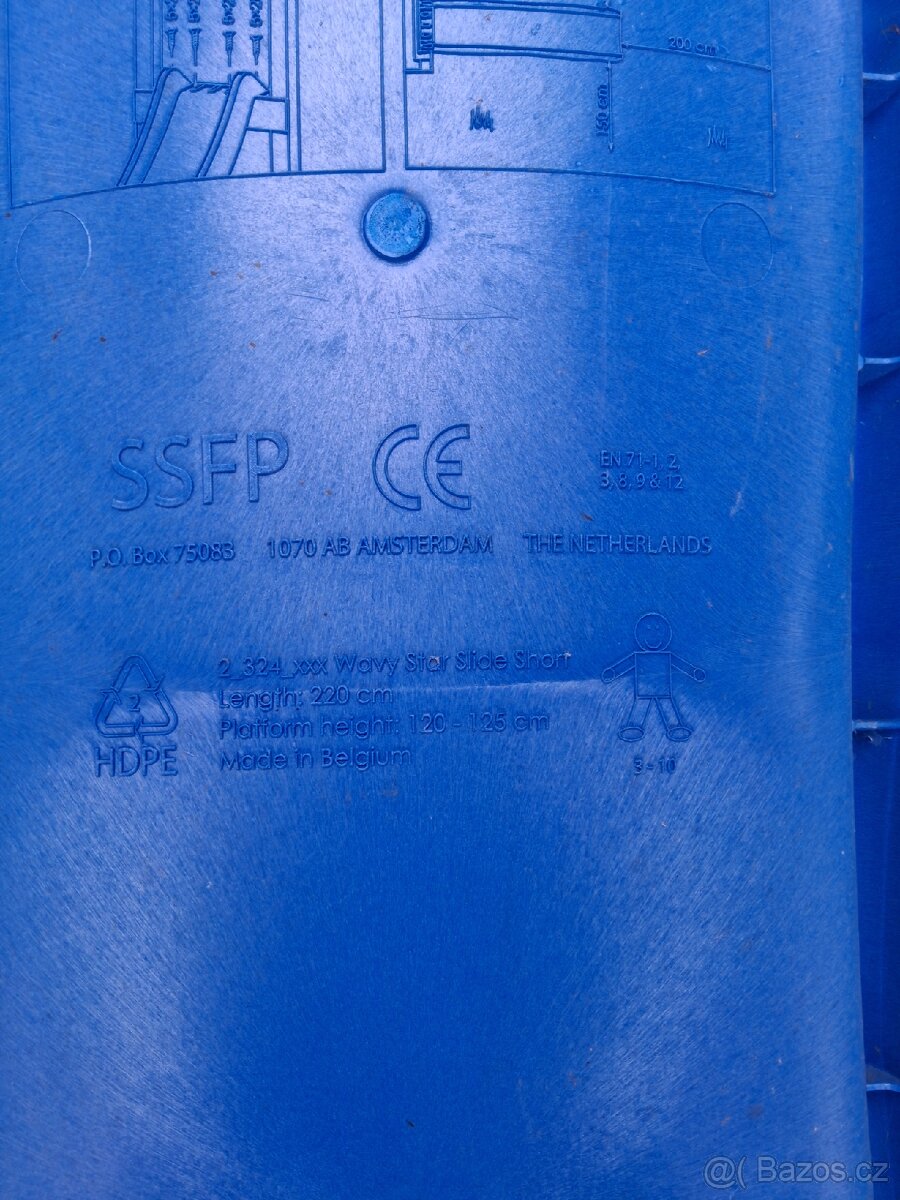 200 cm
150 cm
SSFP CE EN 71-1, 2,
3, 8, 9 & 12
P.O. Box 75083 1070 AB AMSTERDAM THE NETHERLANDS
2_324_xxx Wavy Star Slide Short
Length: 220 cm
Platform height: 120 - 125 cm
Made in Belgium
2
HDPE
3 - 10
@( Bazos.cz